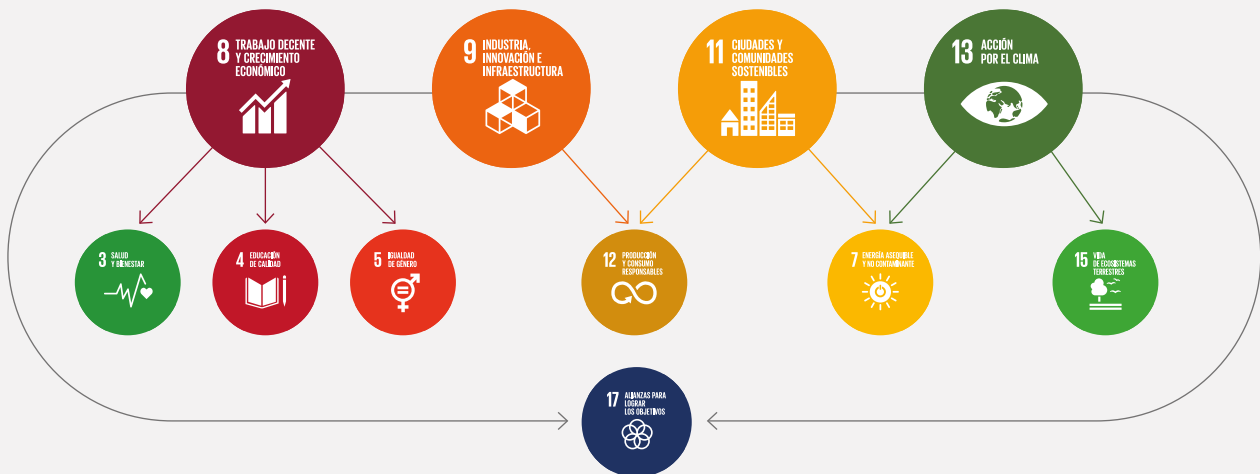 8 TRABAJO DECENTE
Y CRECIMIENTO
ECONÓMICO
9 INDUSTRIA,
INNOVACIÓN E
INFRAESTRUCTURA
11 CIUDADES Y
COMUNIDADES
SOSTENIBLES
13 ACCIÓN
POR EL CLIMA
3 SALUD
Y BIENESTAR
4 EDUCACIÓN
DE CALIDAD
5 IGUALDAD
DE GÉNERO
12 PRODUCCIÓN
Y CONSUMO
RESPONSABLES
7 ENERGÍA ASEQUIBLE
Y NO CONTAMINANTE
15 VIDA
DE ECOSISTEMAS
TERRESTRES
17 ALIANZAS PARA
LOGRAR
LOS OBJETIVOS